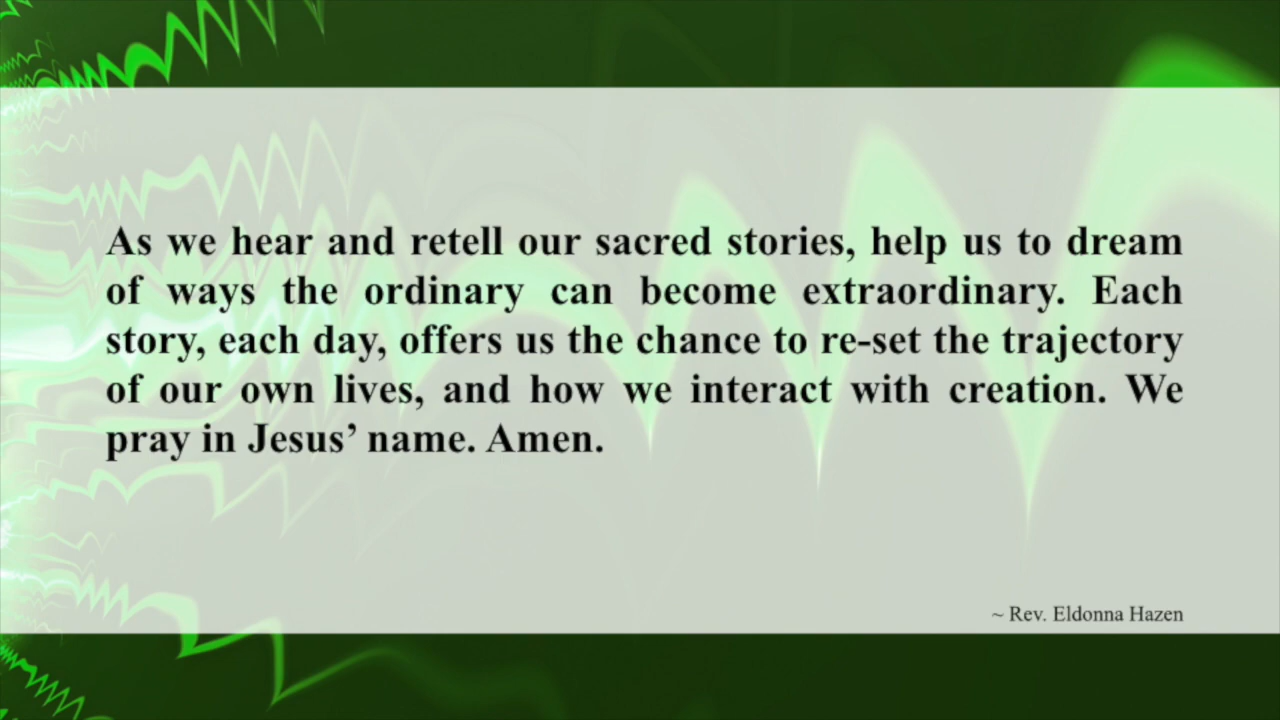 As we hear and retell our sacred stories, help us to dream
of ways the ordinary can become extraordinary. Each
story, each day, offers us the chance to re-set the trajectory
of our own lives, and how we interact with creation. We
pray in Jesus’ name. Amen.
~ Rev. Eldonna Hazen